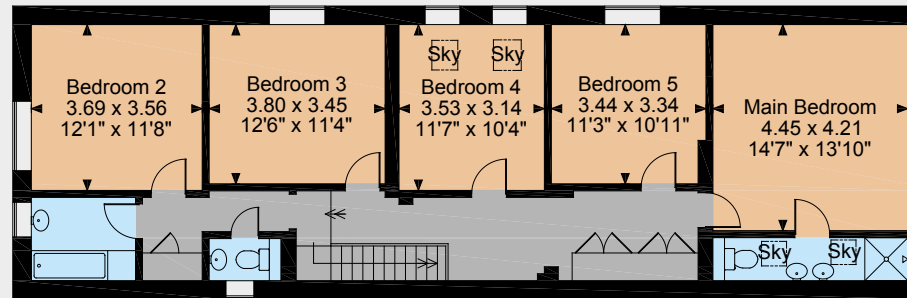 Bedroom 2
3.69 x 3.56
12'1" x 11'8"
Bedroom 3
3.80 x 3.45
12'6" x 11'4"
Sky
Sky
Bedroom 4
3.53 x 3.14
11'7" x 10'4"
Bedroom 5
3.44 x 3.34
11'3" x 10'11"
Main Bedroom
4.45 x 4.21
14'7" x 13'10"
Sky
Sky